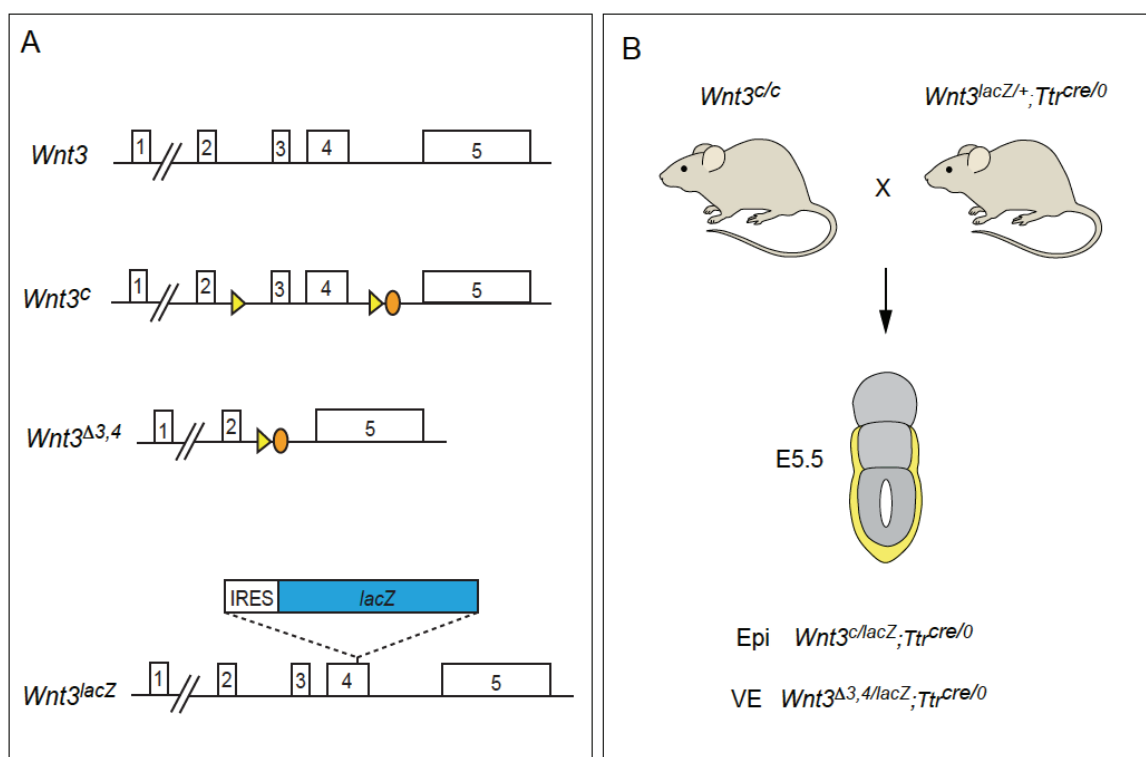 A
Wnt3
1 2 3 4 5
Wnt3c
1 2 3 4 5
Wnt3Δ3,4
1 2 5
IRES lacZ
Wnt3lacZ
1 2 3 4 5
B
Wnt3c/c Wnt3lacZ/+;Ttrcre/0
X
E5.5
Epi Wnt3c/lacZ;Ttrcre/0
VE Wnt3Δ3,4/lacZ;Ttrcre/0